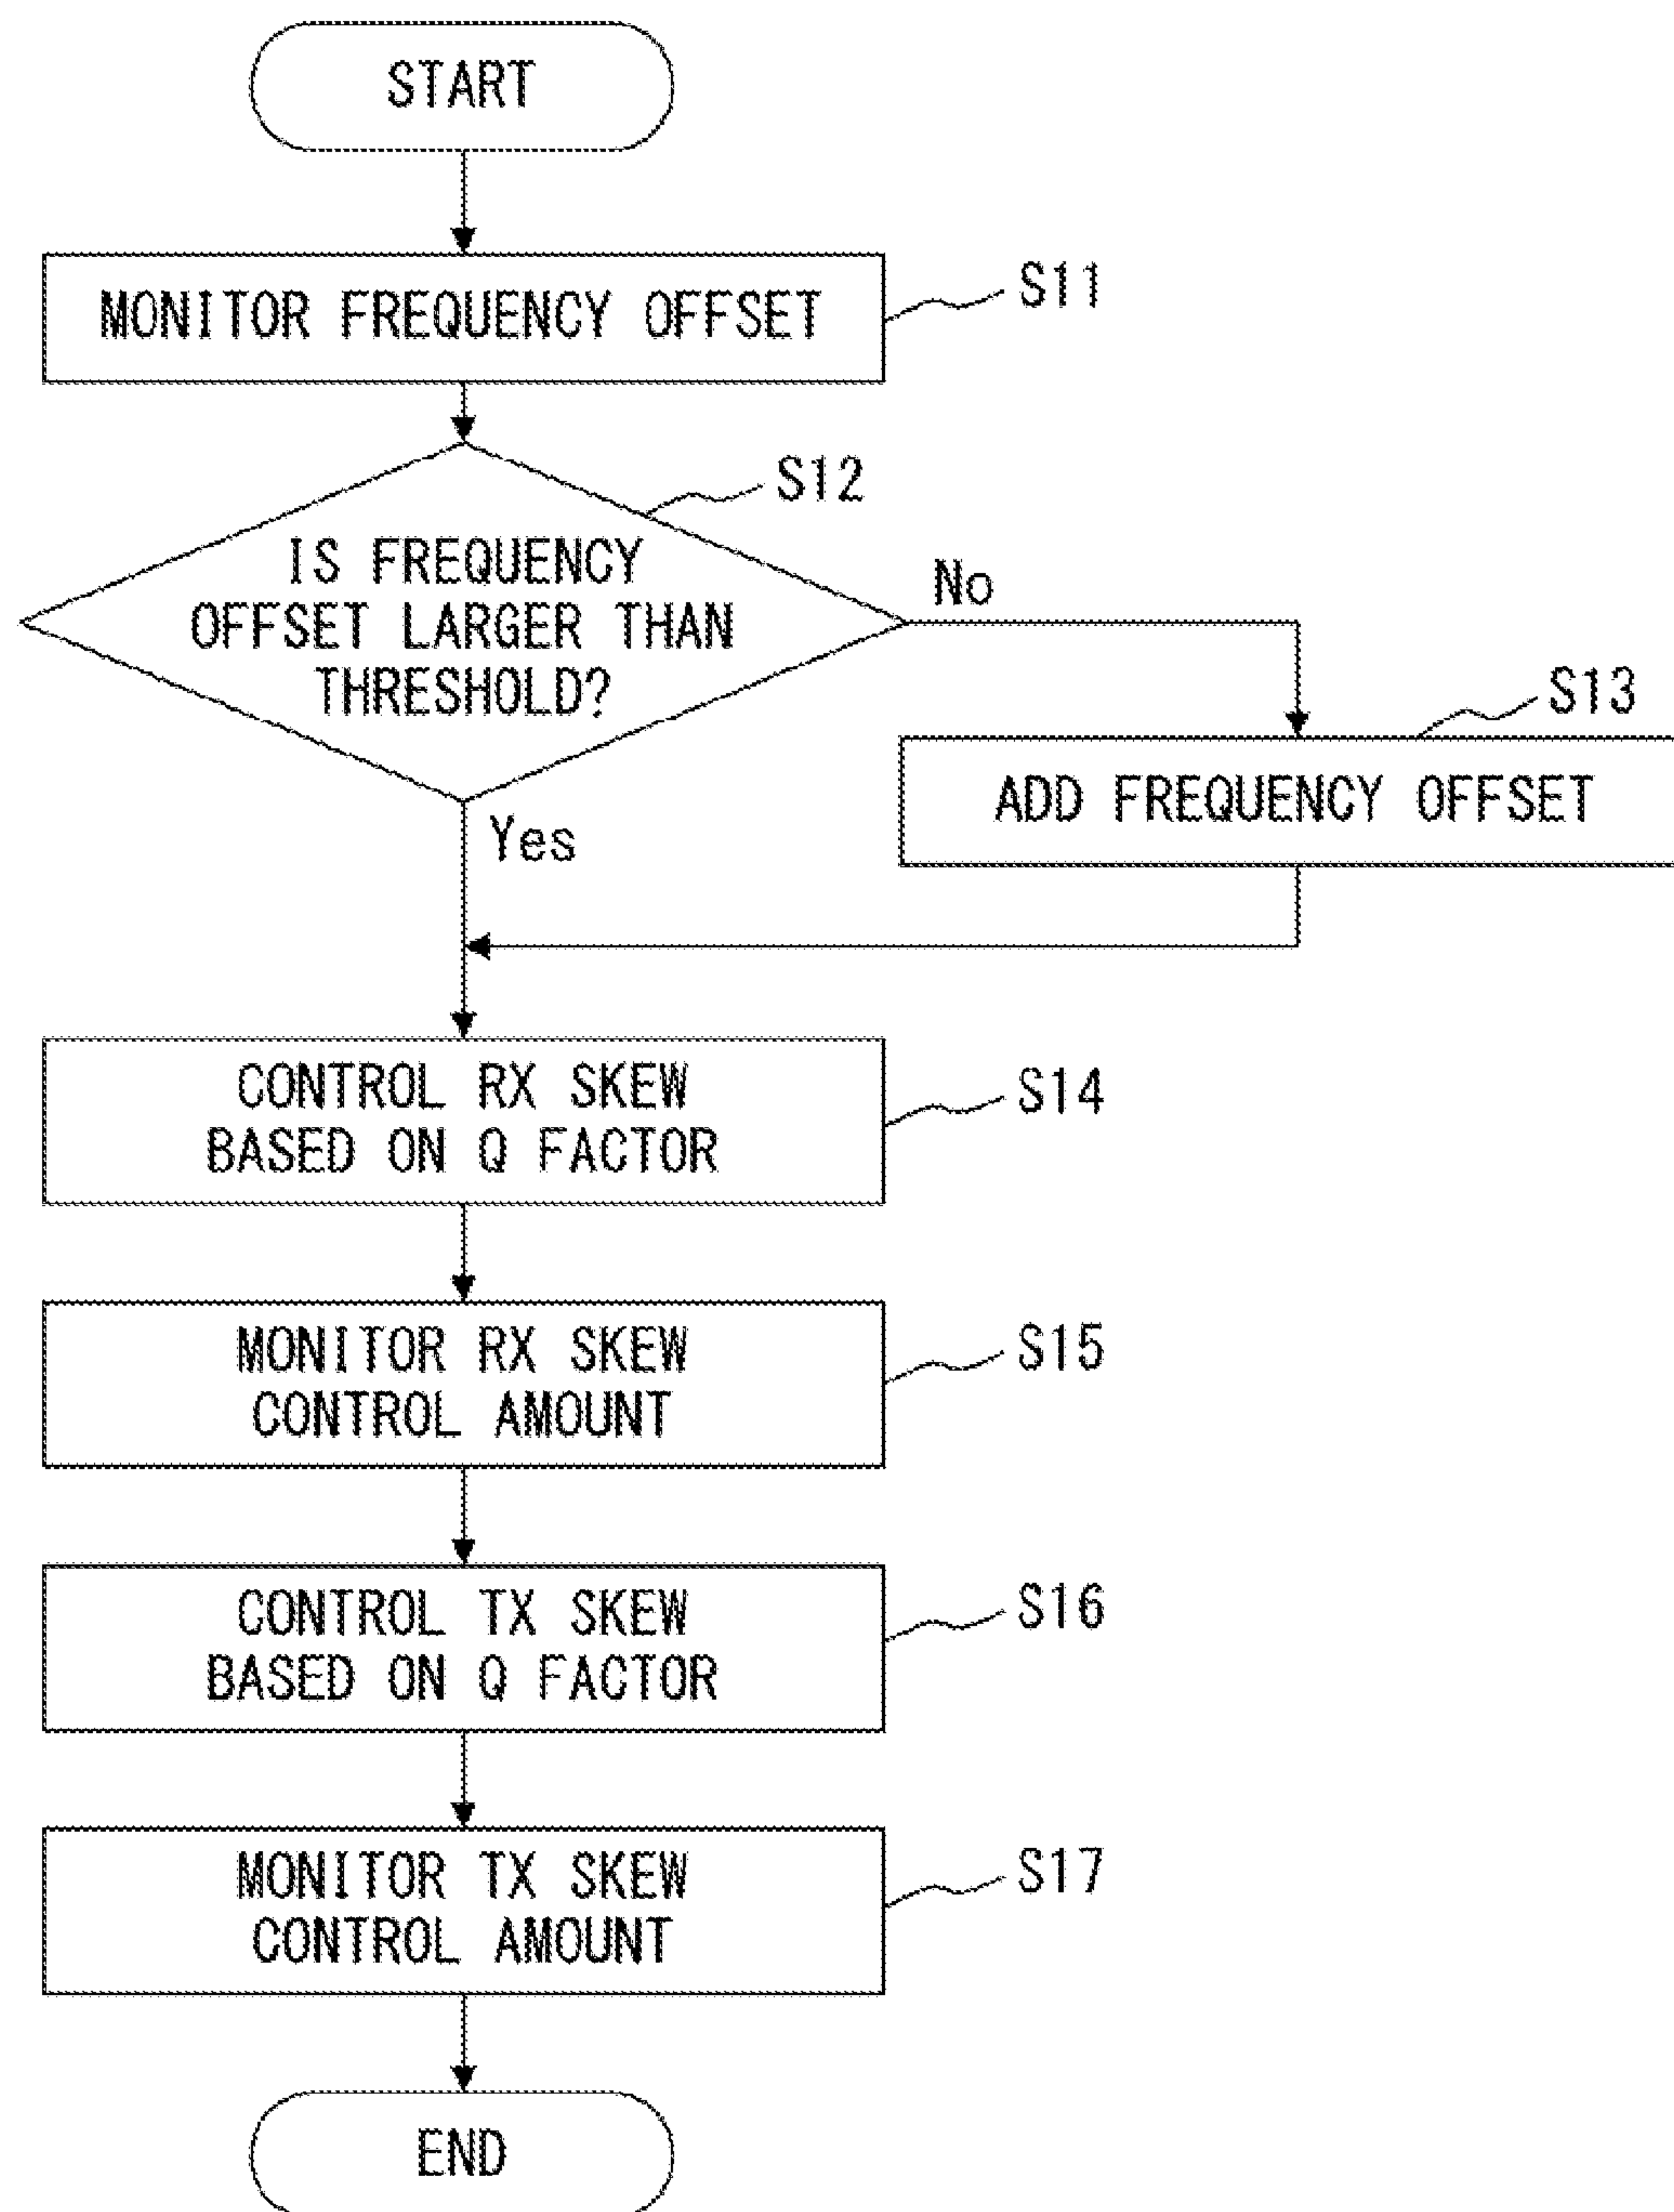 START
MONITOR FREQUENCY OFFSET
S11
S12
IS FREQUENCY
OFFSET LARGER THAN
THRESHOLD?
No
S13
ADD FREQUENCY OFFSET
Yes
CONTROL RX SKEW
BASED ON Q FACTOR
S14
MONITOR RX SKEW
CONTROL AMOUNT
S15
CONTROL TX SKEW
BASED ON Q FACTOR
S16
MONITOR TX SKEW
CONTROL AMOUNT
S17
END